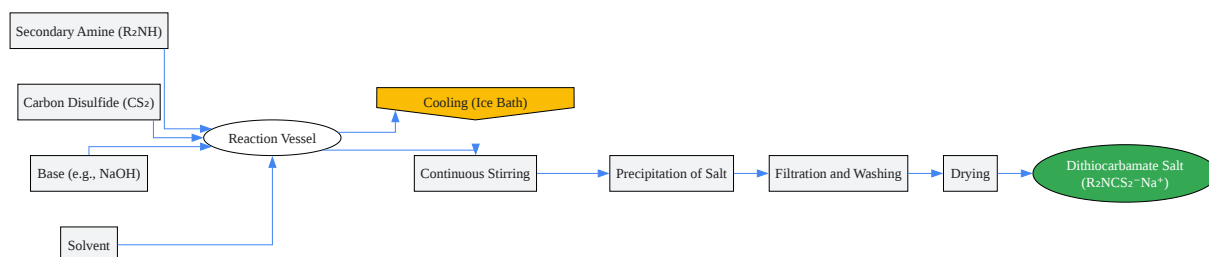 Secondary Amine (R₂NH)
Carbon Disulfide (CS₂)
Base (e.g., NaOH)
Solvent
Reaction Vessel
Cooling (Ice Bath)
Continuous Stirring
Precipitation of Salt
Filtration and Washing
Drying
Dithiocarbamate Salt
(R₂NCS₂⁻Na⁺)